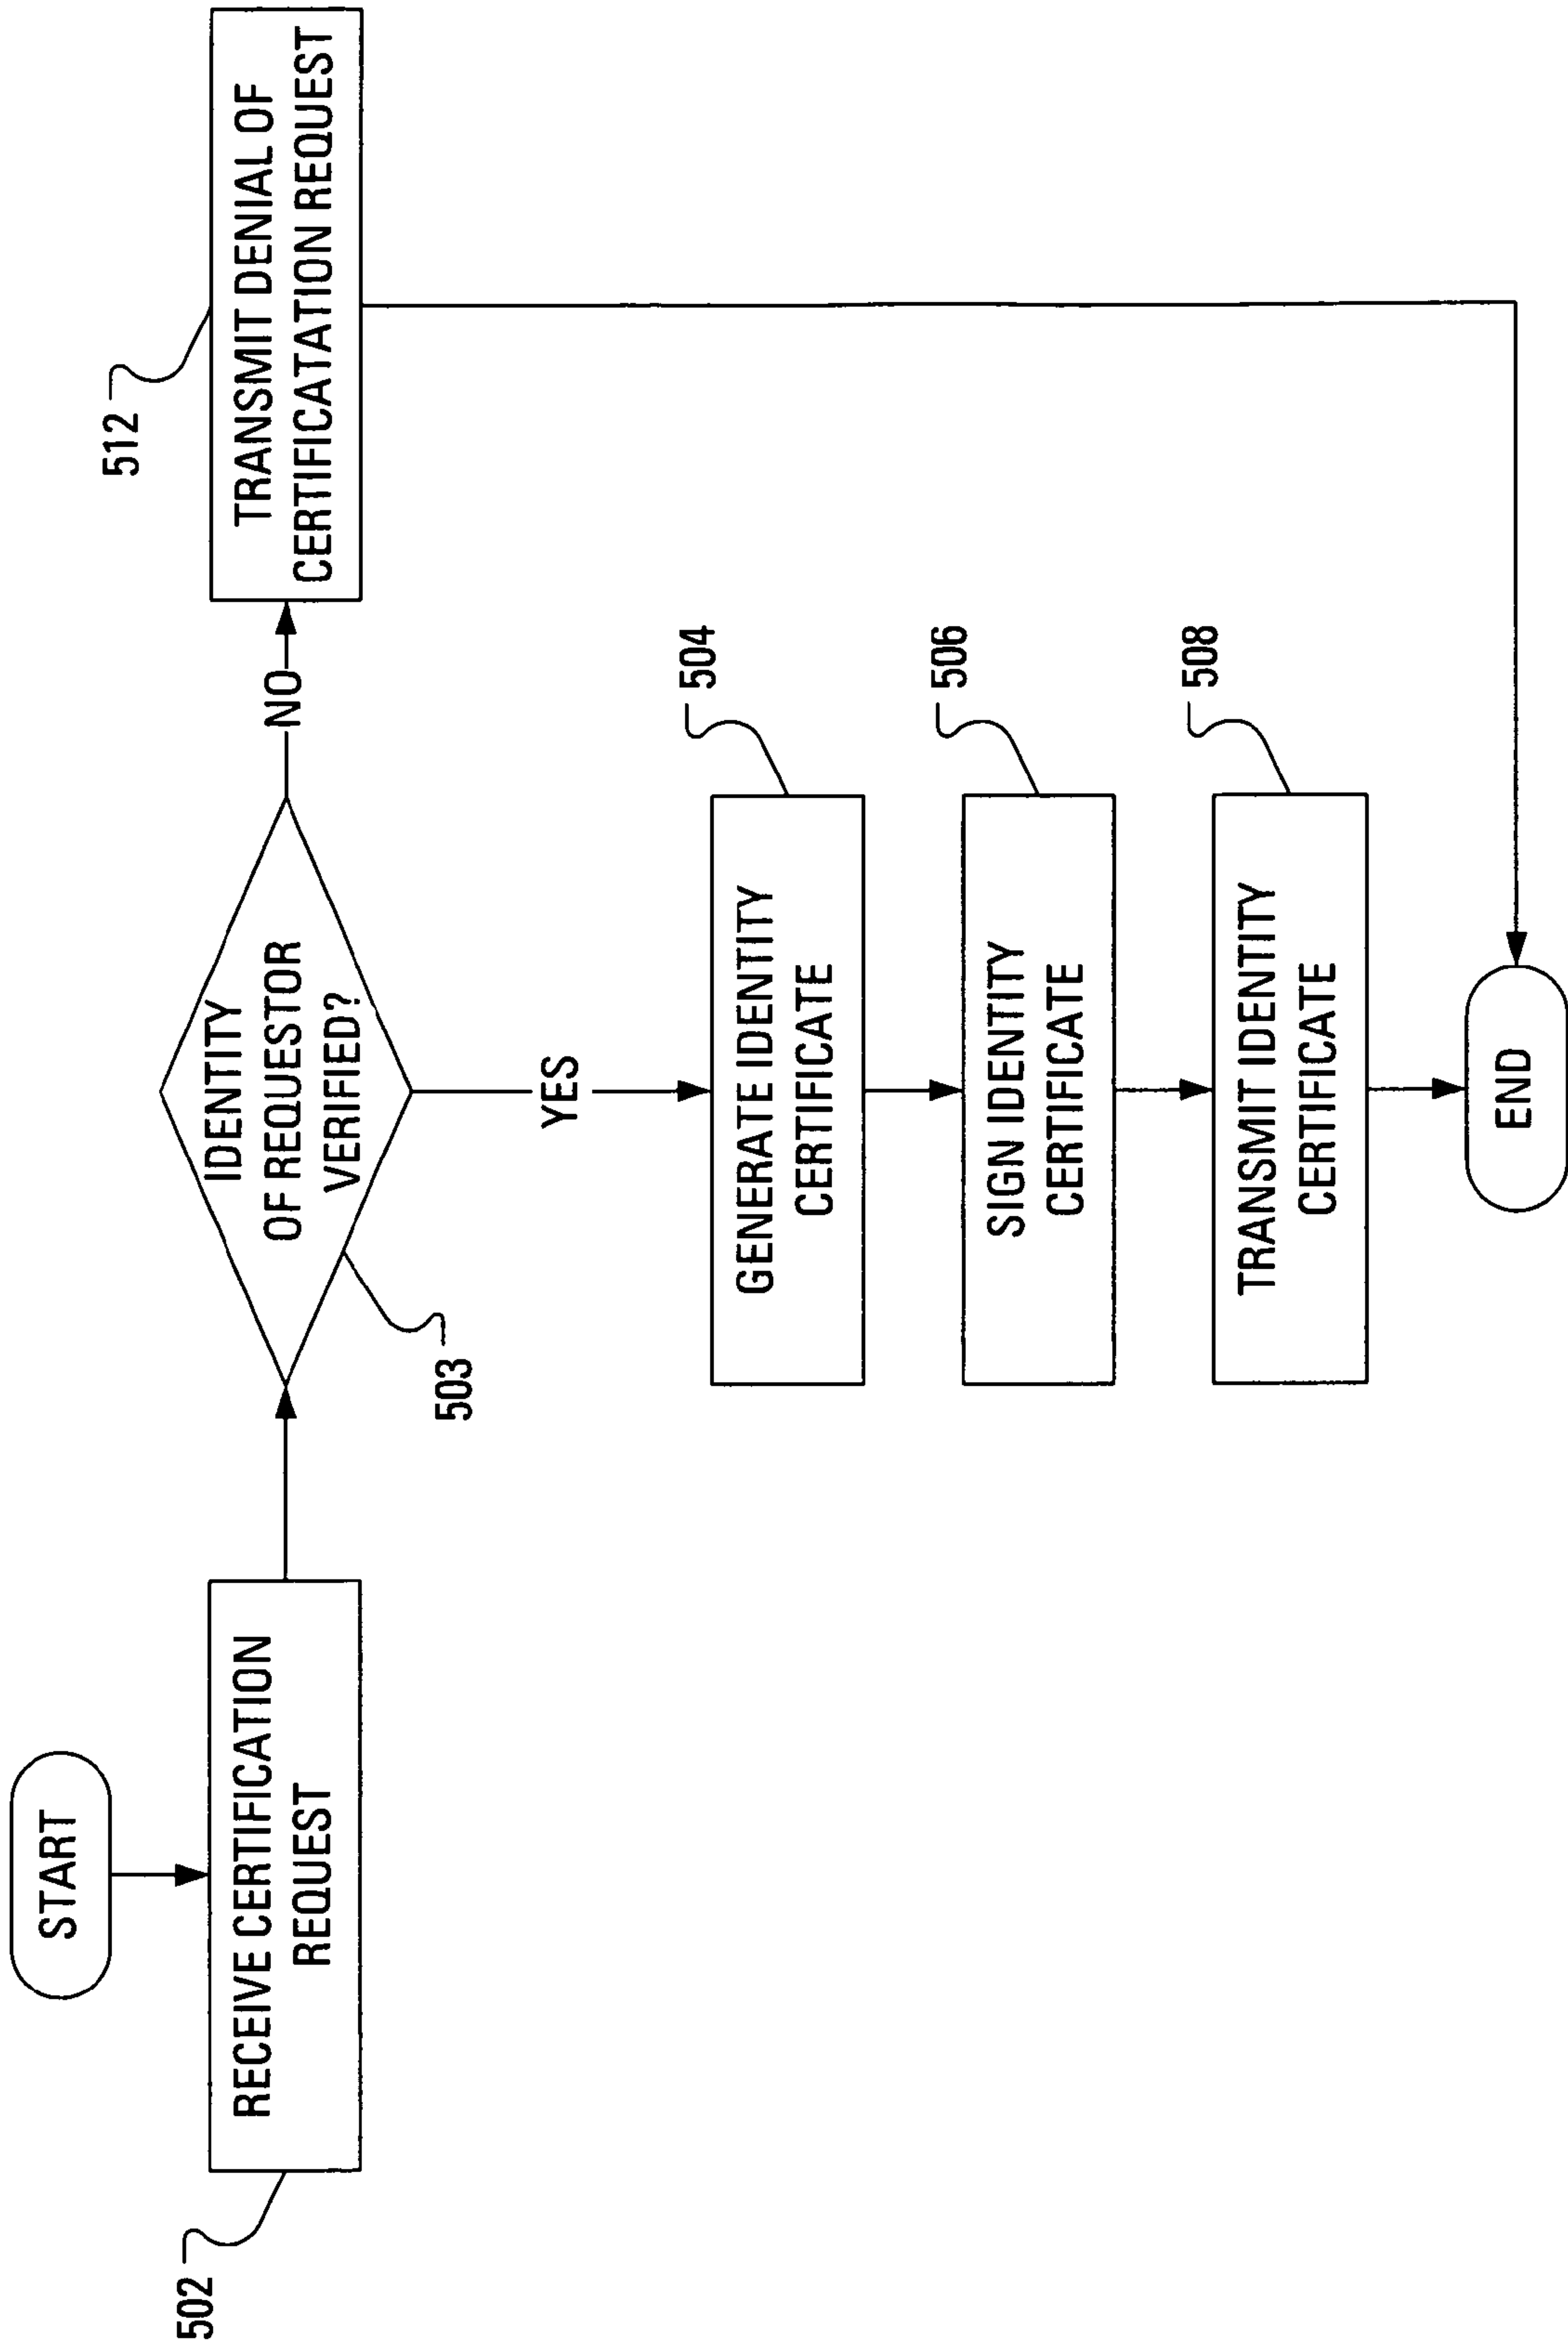 START
502
RECEIVE CERTIFICATION
REQUEST
503
IDENTITY
OF REQUESTOR
VERIFIED?
NO
512
TRANSMIT DENIAL OF
CERTIFICATATION REQUEST
YES
504
GENERATE IDENTITY
CERTIFICATE
506
SIGN IDENTITY
CERTIFICATE
508
TRANSMIT IDENTITY
CERTIFICATE
END